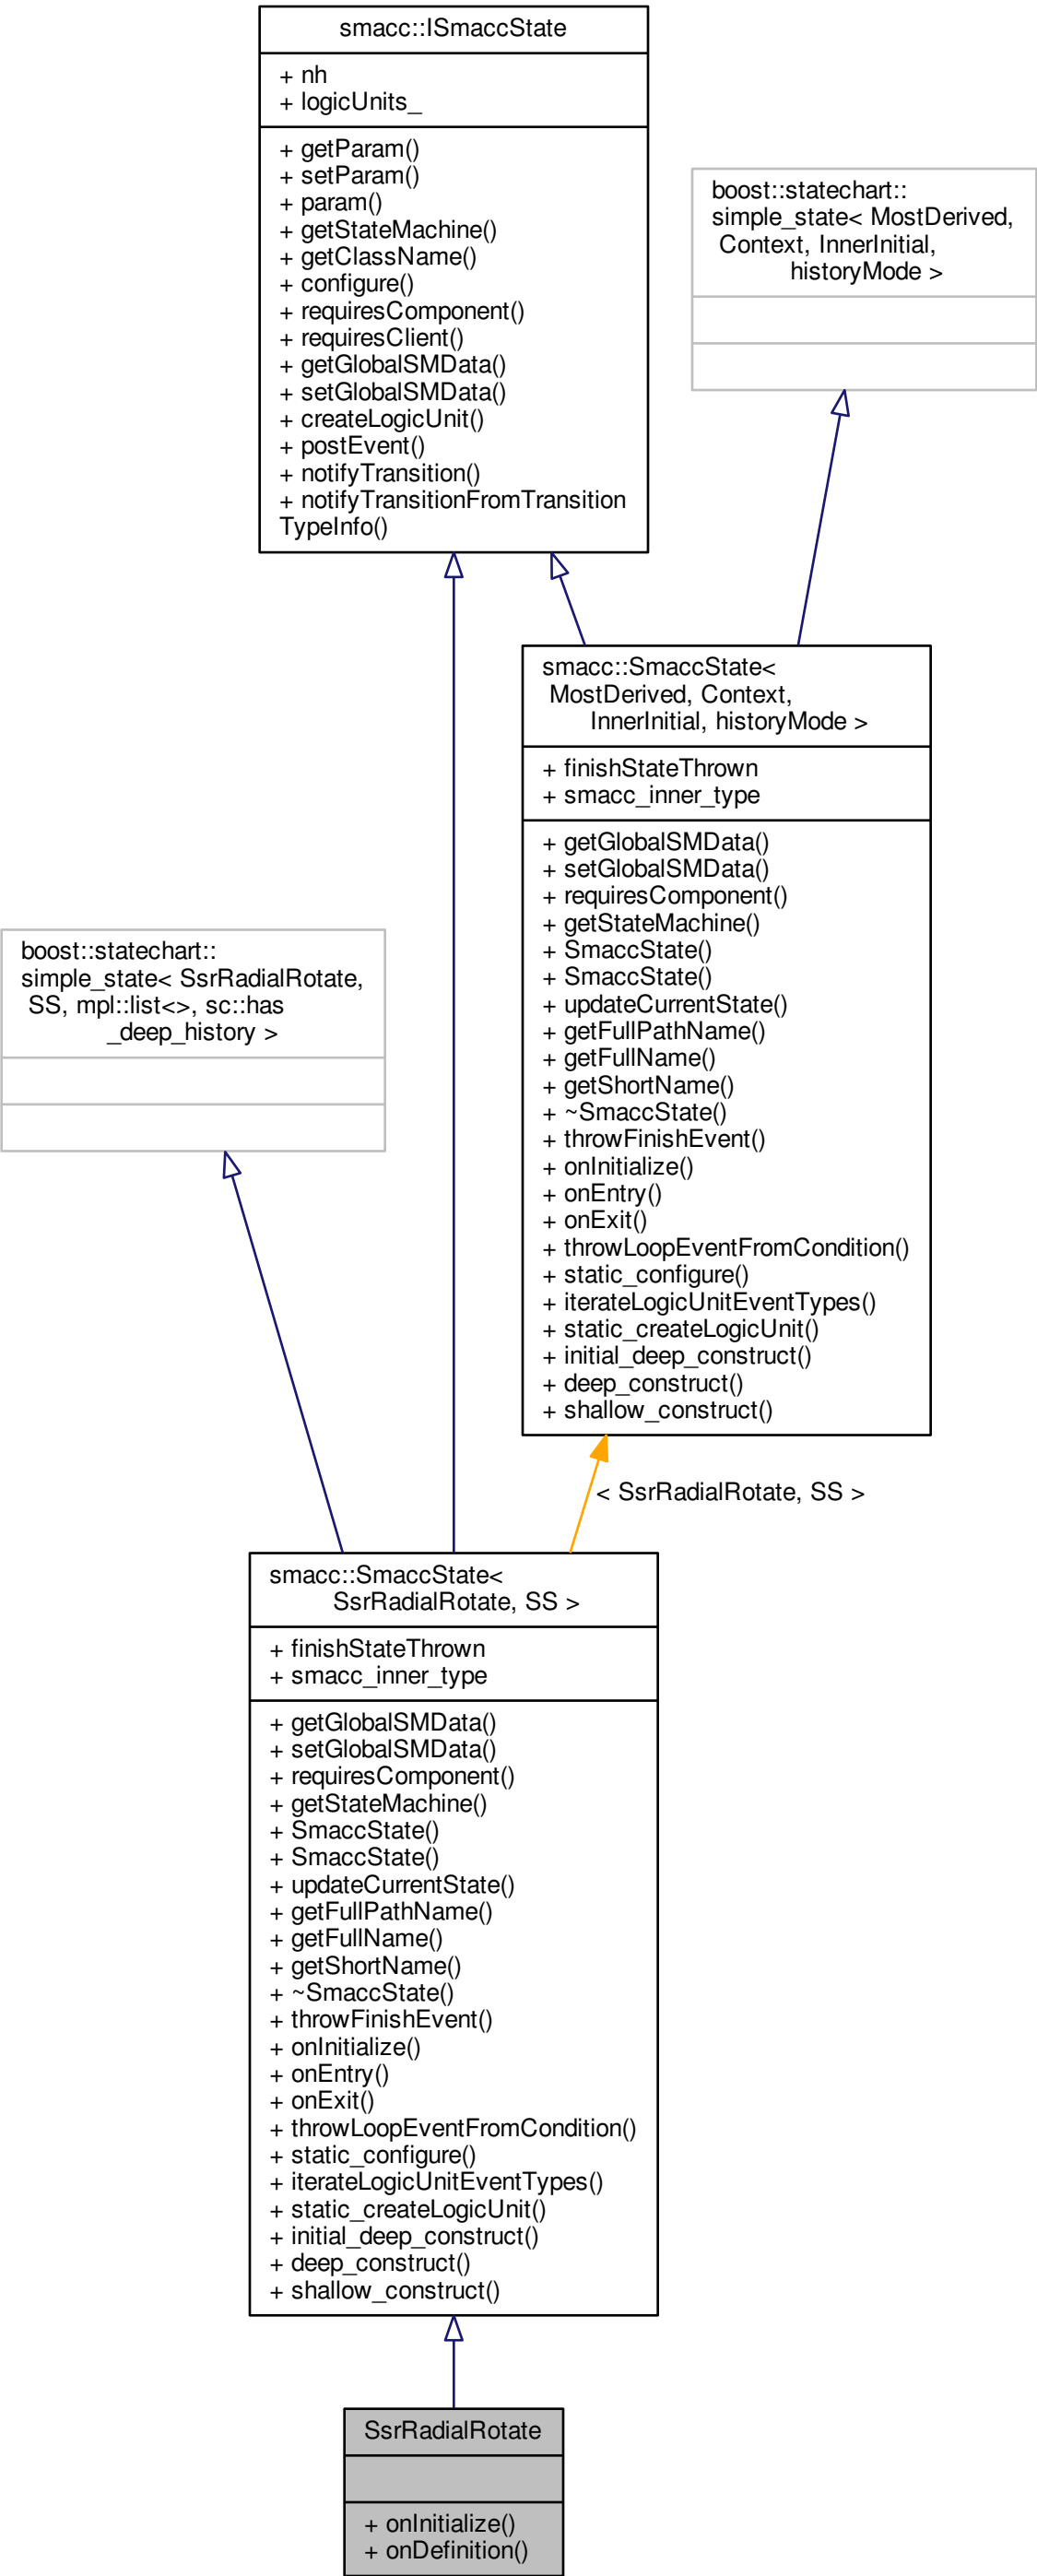 smacc::ISmaccState
+ nh
+ logicUnits_
+ getParam()
+ setParam()
+ param()
+ getStateMachine()
+ getClassName()
+ configure()
+ requiresComponent()
+ requiresClient()
+ getGlobalSMData()
+ setGlobalSMData()
+ createLogicUnit()
+ postEvent()
+ notifyTransition()
+ notifyTransitionFromTransition
TypeInfo()
boost::statechart::
simple_state< MostDerived,
Context, InnerInitial,
historyMode >
smacc::SmaccState<
MostDerived, Context,
InnerInitial, historyMode >
+ finishStateThrown
+ smacc_inner_type
+ getGlobalSMData()
+ setGlobalSMData()
+ requiresComponent()
+ getStateMachine()
+ SmaccState()
+ SmaccState()
+ updateCurrentState()
+ getFullPathName()
+ getFullName()
+ getShortName()
+ ~SmaccState()
+ throwFinishEvent()
+ onInitialize()
+ onEntry()
+ onExit()
+ throwLoopEventFromCondition()
+ static_configure()
+ iterateLogicUnitEventTypes()
+ static_createLogicUnit()
+ initial_deep_construct()
+ deep_construct()
+ shallow_construct()
boost::statechart::
simple_state< SsrRadialRotate,
SS, mpl::list<>, sc::has
_deep_history >
< SsrRadialRotate, SS >
smacc::SmaccState<
SsrRadialRotate, SS >
+ finishStateThrown
+ smacc_inner_type
+ getGlobalSMData()
+ setGlobalSMData()
+ requiresComponent()
+ getStateMachine()
+ SmaccState()
+ SmaccState()
+ updateCurrentState()
+ getFullPathName()
+ getFullName()
+ getShortName()
+ ~SmaccState()
+ throwFinishEvent()
+ onInitialize()
+ onEntry()
+ onExit()
+ throwLoopEventFromCondition()
+ static_configure()
+ iterateLogicUnitEventTypes()
+ static_createLogicUnit()
+ initial_deep_construct()
+ deep_construct()
+ shallow_construct()
SsrRadialRotate
+ onInitialize()
+ onDefinition()